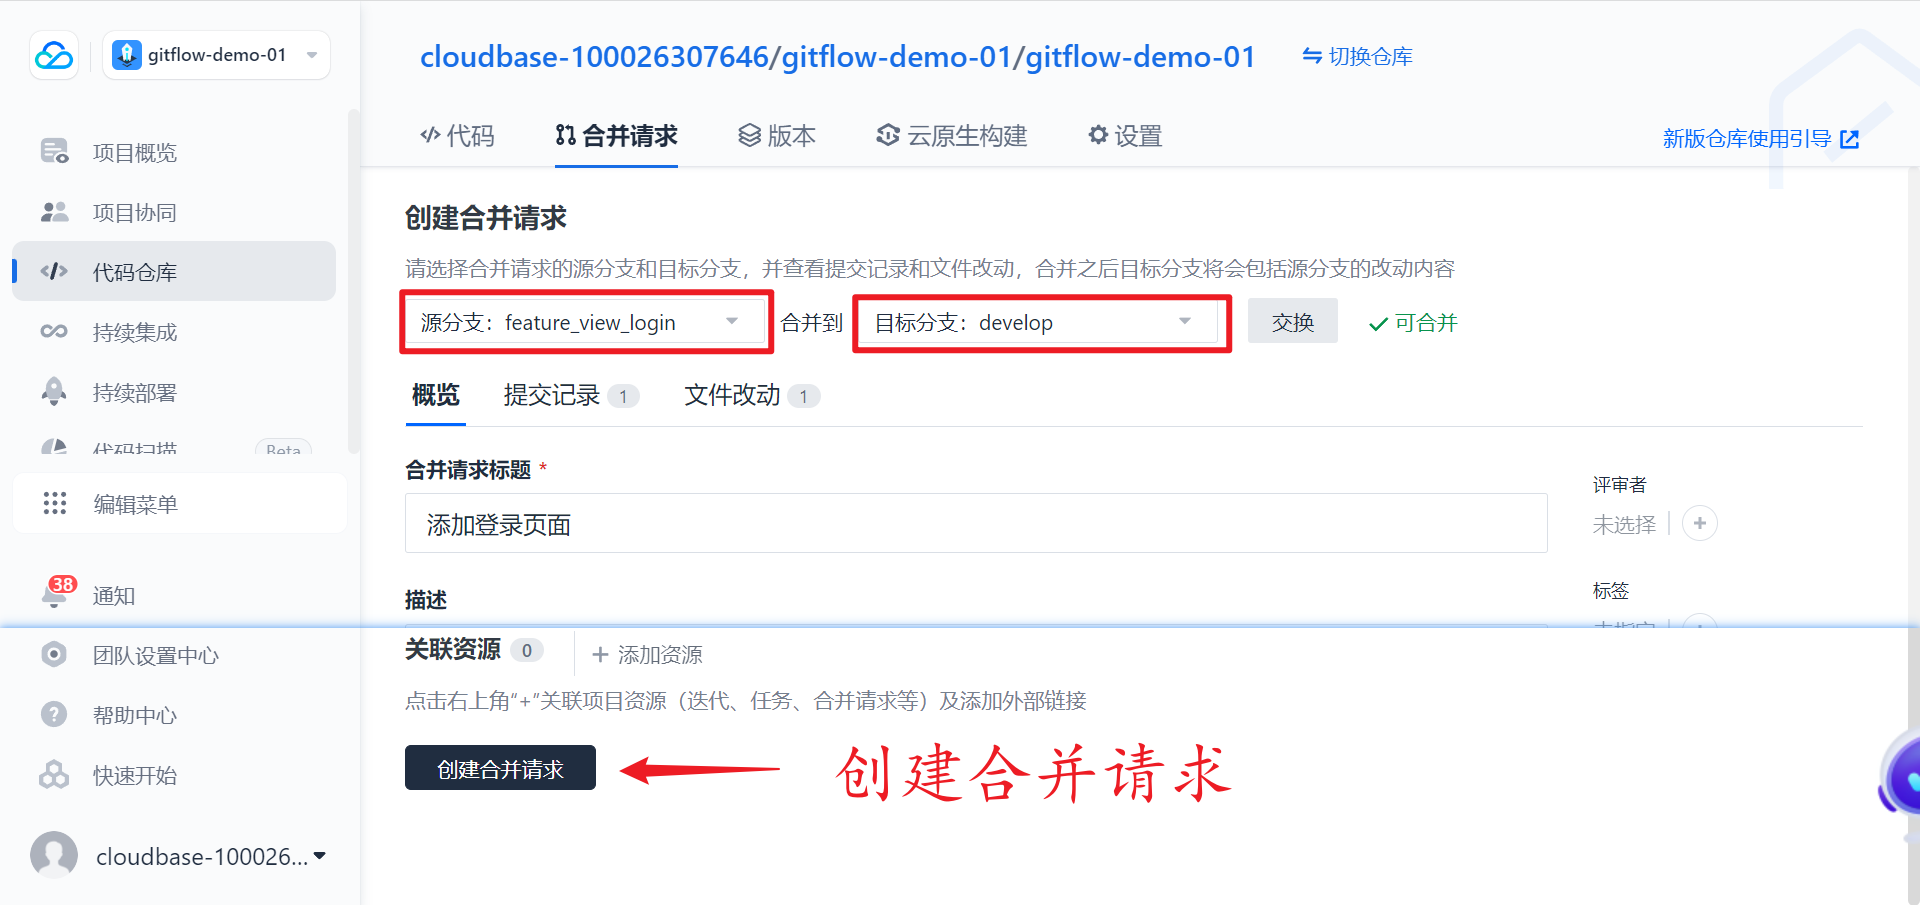 gitflow-demo-01
项目概览
项目协同
代码仓库
持续集成
持续部署
代码扫描 Beta
编辑菜单
38
通知
团队设置中心
帮助中心
快速开始
cloudbase-100026...
cloudbase-100026307646/gitflow-demo-01/gitflow-demo-01 切换仓库
代码 合并请求 版本 云原生构建 设置
新版仓库使用引导
创建合并请求
请选择合并请求的源分支和目标分支，并查看提交记录和文件改动，合并之后目标分支将会包括源分支的改动内容
源分支：feature_view_login 合并到 目标分支：develop 交换 可合并
概览 提交记录 1 文件改动 1
合并请求标题 *
添加登录页面
描述
评审者
未选择
标签
关联资源 0 + 添加资源
点击右上角“+”关联项目资源（迭代、任务、合并请求等）及添加外部链接
创建合并请求 创建合并请求